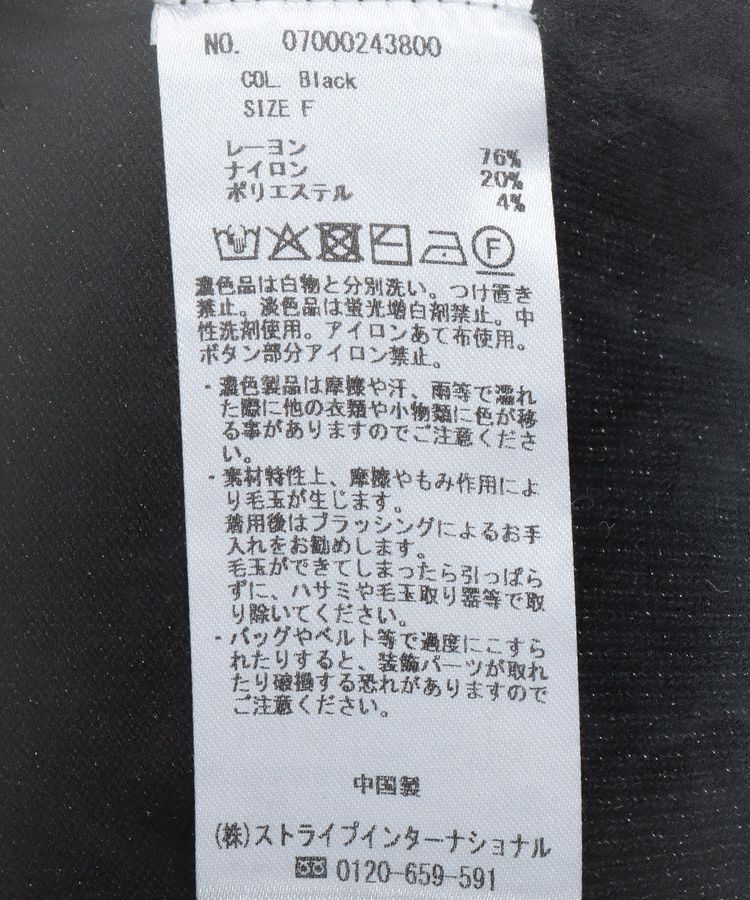 NO. 07000243800
COL. Black
SIZE F
レーヨン 76%
ナイロン 20%
ポリエステル 4%
F
濃色品は白物と分別洗い。つけ置き
禁止。淡色品は蛍光増白剤禁止。中
性洗剤使用。アイロンあて布使用。
ボタン部分アイロン禁止。
・濃色製品は摩擦や汗、雨等で濡れ
た際に他の衣類や小物類に色が移
る事がありますのでご注意くださ
い。
・素材特性上、摩擦やもみ作用によ
り毛玉が生じます。
着用後はブラッシングによるお手
入れをお勧めします。
毛玉ができてしまったら引っぱら
ずに、ハサミや毛玉取り器等で取
り除いてください。
・バッグやベルト等で過度にこすら
れたりすると、装飾パーツが取れ
たり破損する恐れがありますので
ご注意ください。
中国製
(株)ストライプインターナショナル
0120-659-591